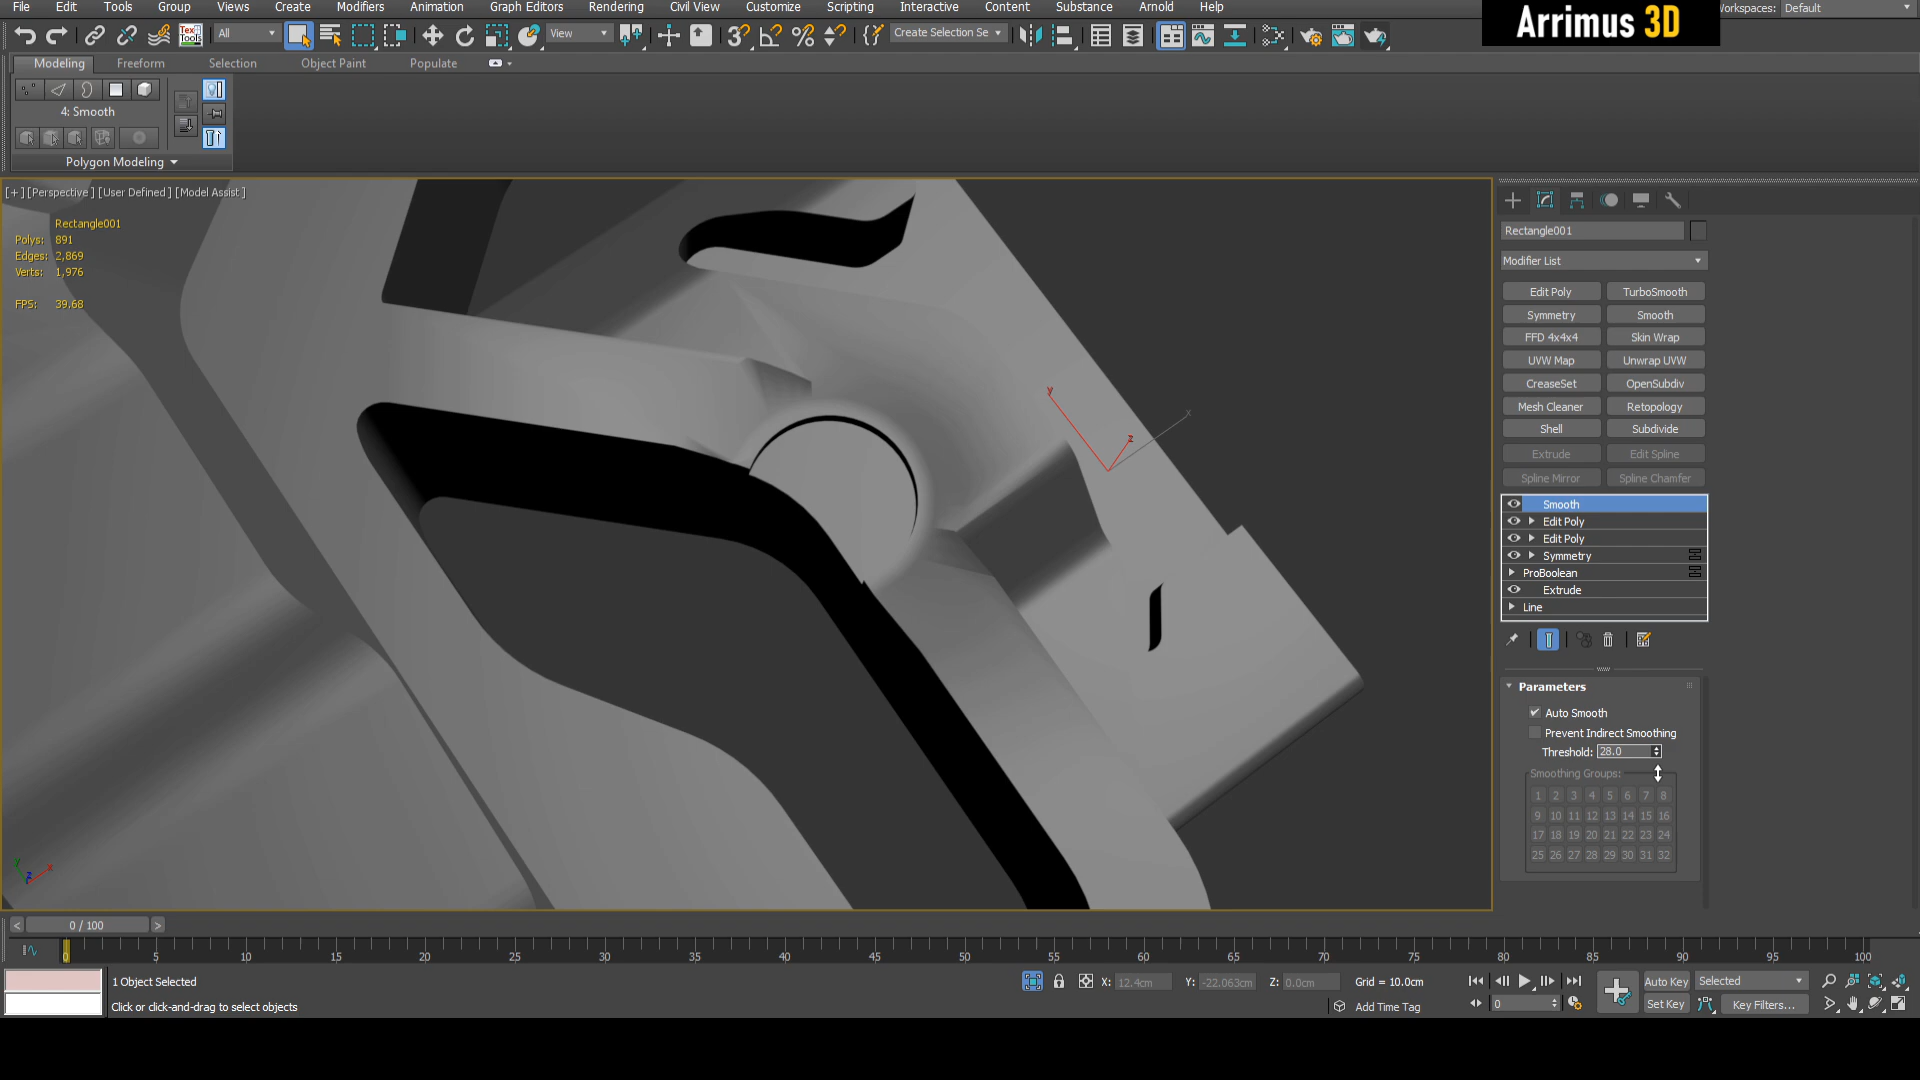 File Edit Tools Group Views Create Modifiers Animation Graph Editors Rendering Civil View Customize Scripting Interactive Content Substance Arnold Help
Arrimus 3D
Workspaces: Default
Tex Tools
All
View
Create Selection Se
Modeling Freeform Selection Object Paint Populate
4: Smooth
Polygon Modeling
[+] [Perspective] [User Defined] [Model Assist]
Rectangle001
Polys: 891
Edges: 2,869
Verts: 1,976
FPS: 39.68
y
z
x
y
z
x
Rectangle001
Modifier List
Edit Poly TurboSmooth
Symmetry Smooth
FFD 4x4x4 Skin Wrap
UVW Map Unwrap UVW
CreaseSet OpenSubdiv
Mesh Cleaner Retopology
Shell Subdivide
Extrude Edit Spline
Spline Mirror Spline Chamfer
Smooth
Edit Poly
Edit Poly
Symmetry
ProBoolean
Extrude
Line
Parameters
Auto Smooth
Prevent Indirect Smoothing
Threshold: 28.0
Smoothing Groups:
1 2 3 4 5 6 7 8
9 10 11 12 13 14 15 16
17 18 19 20 21 22 23 24
25 26 27 28 29 30 31 32
< 0 / 100 >
0 5 10 15 20 25 30 35 40 45 50 55 60 65 70 75 80 85 90 95 100
1 Object Selected
X: 12.4cm Y: -22.063cm Z: 0.0cm Grid = 10.0cm
Auto Key Selected
Click or click-and-drag to select objects
Add Time Tag
0
Set Key Key Filters...